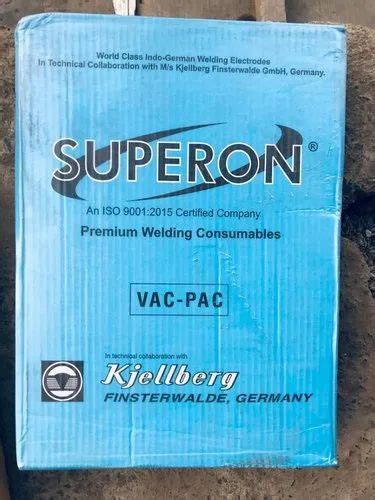 World Class Indo-German Welding Electrodes
In Technical Collaboration with M/s Kjellberg Finsterwalde GmbH, Germany.
SUPERON®
An ISO 9001:2015 Certified Company
Premium Welding Consumables
VAC-PAC
In technical collaboration with
Kjellberg
FINSTERWALDE, GERMANY